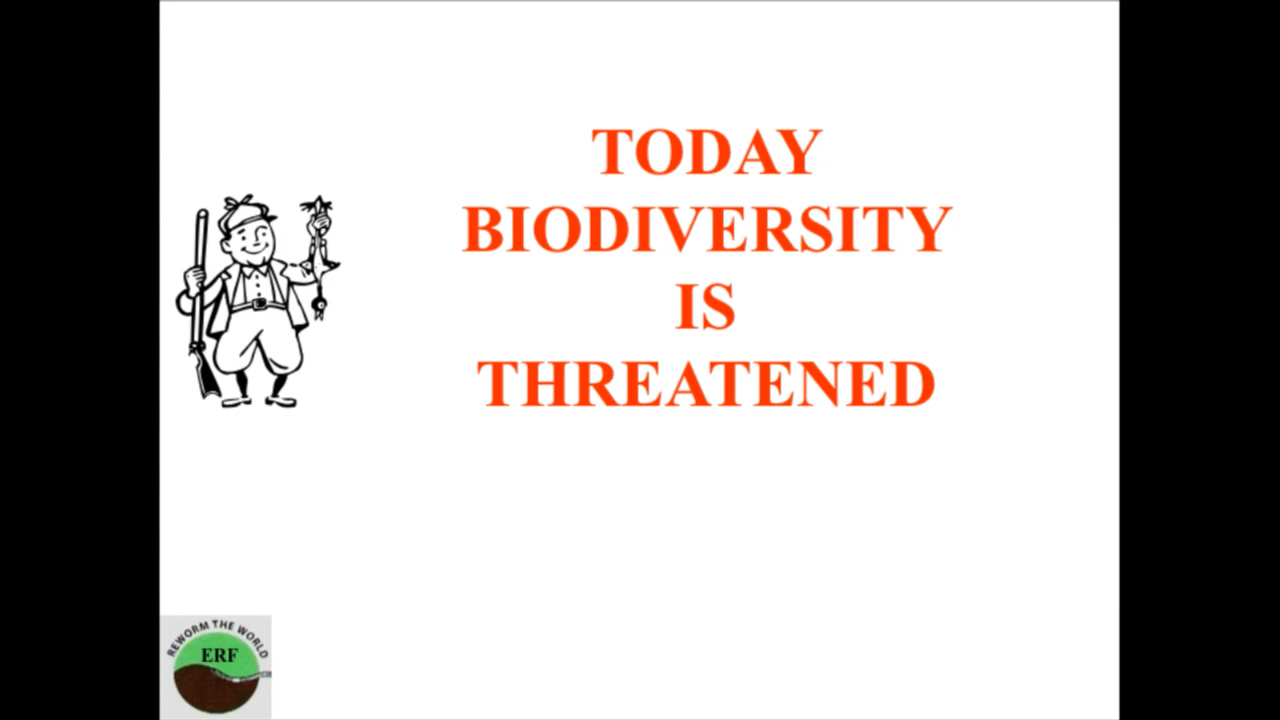 TODAY
BIODIVERSITY
IS
THREATENED
REWORM THE WORLD
ERF